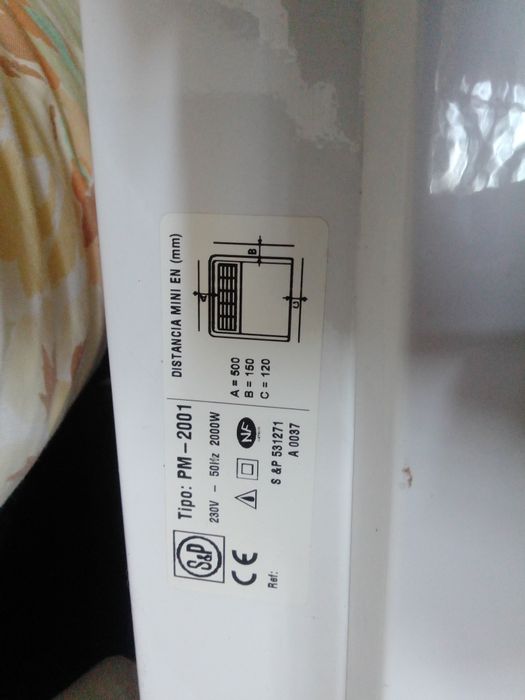 S&P
Tipo: PM-2001
230V - 50Hz 2000W
CE
NF
Ref:
S &P 531271
A 0037
DISTANCIA MINI EN (mm)
A
B
C
A = 500
B = 150
C = 120